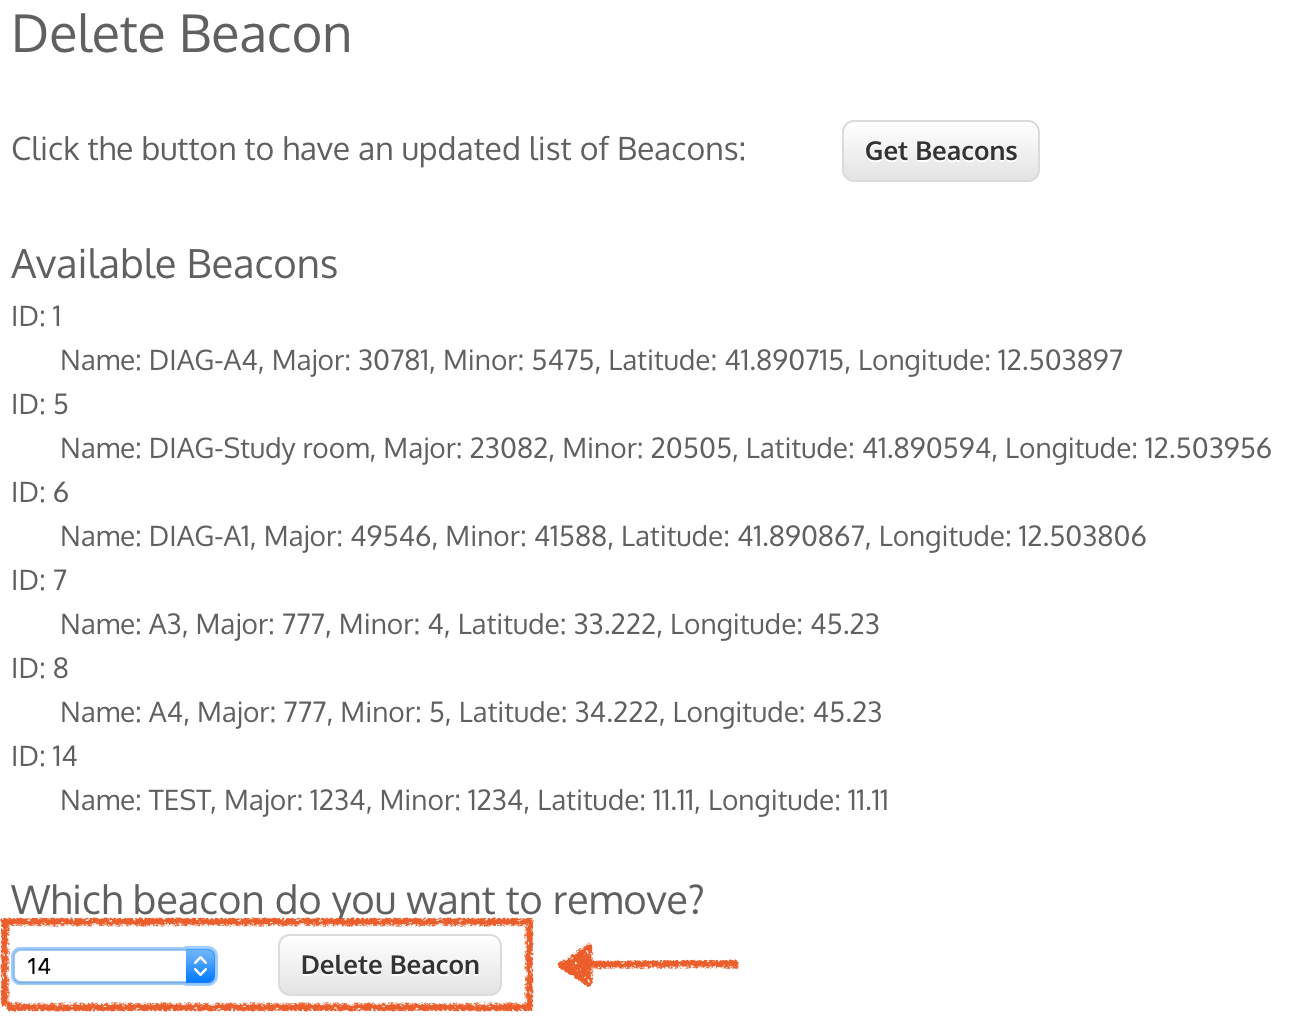 Delete Beacon
Click the button to have an updated list of Beacons: Get Beacons
Available Beacons
ID: 1
Name: DIAG-A4, Major: 30781, Minor: 5475, Latitude: 41.890715, Longitude: 12.503897
ID: 5
Name: DIAG-Study room, Major: 23082, Minor: 20505, Latitude: 41.890594, Longitude: 12.503956
ID: 6
Name: DIAG-A1, Major: 49546, Minor: 41588, Latitude: 41.890867, Longitude: 12.503806
ID: 7
Name: A3, Major: 777, Minor: 4, Latitude: 33.222, Longitude: 45.23
ID: 8
Name: A4, Major: 777, Minor: 5, Latitude: 34.222, Longitude: 45.23
ID: 14
Name: TEST, Major: 1234, Minor: 1234, Latitude: 11.11, Longitude: 11.11
Which beacon do you want to remove?
14 Delete Beacon